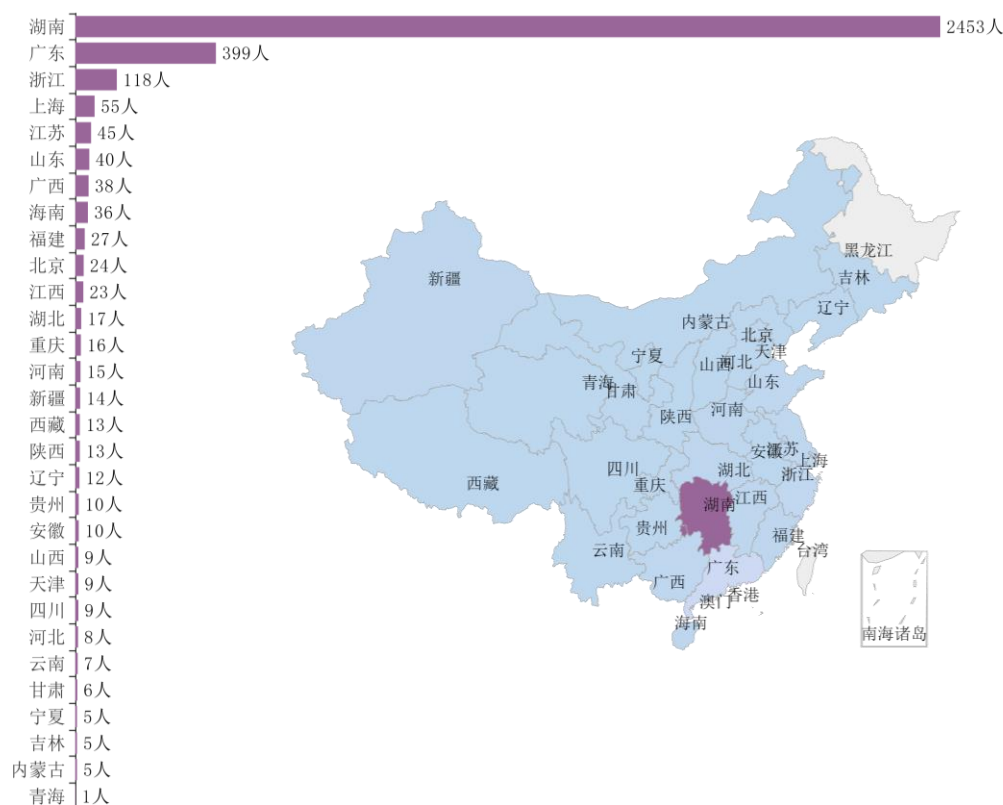 湖南 2453人
广东 399人
浙江 118人
上海 55人
江苏 45人
山东 40人
广西 38人
海南 36人
福建 27人
北京 24人
江西 23人
湖北 17人
重庆 16人
河南 15人
新疆 14人
西藏 13人
陕西 13人
辽宁 12人
贵州 10人
安徽 10人
山西 9人
天津 9人
四川 9人
河北 8人
云南 7人
甘肃 6人
宁夏 5人
吉林 5人
内蒙古 5人
青海 1人
黑龙江
新疆
吉林
辽宁
内蒙古
北京
天津
宁夏
山西
河北
青海
甘肃
山东
陕西
河南
安徽
江苏
上海
四川
湖北
浙江
重庆
西藏
湖南
江西
贵州
福建
云南
台湾
广东
广西
香港
澳门
海南
南海诸岛